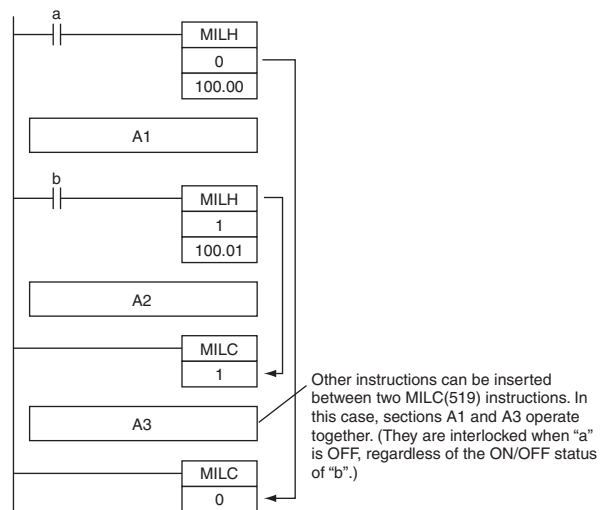 a
MILH
0
100.00
A1
b
MILH
1
100.01
A2
MILC
1
Other instructions can be inserted
between two MILC(519) instructions. In
this case, sections A1 and A3 operate
together. (They are interlocked when “a”
is OFF, regardless of the ON/OFF status
of “b”.)
A3
MILC
0